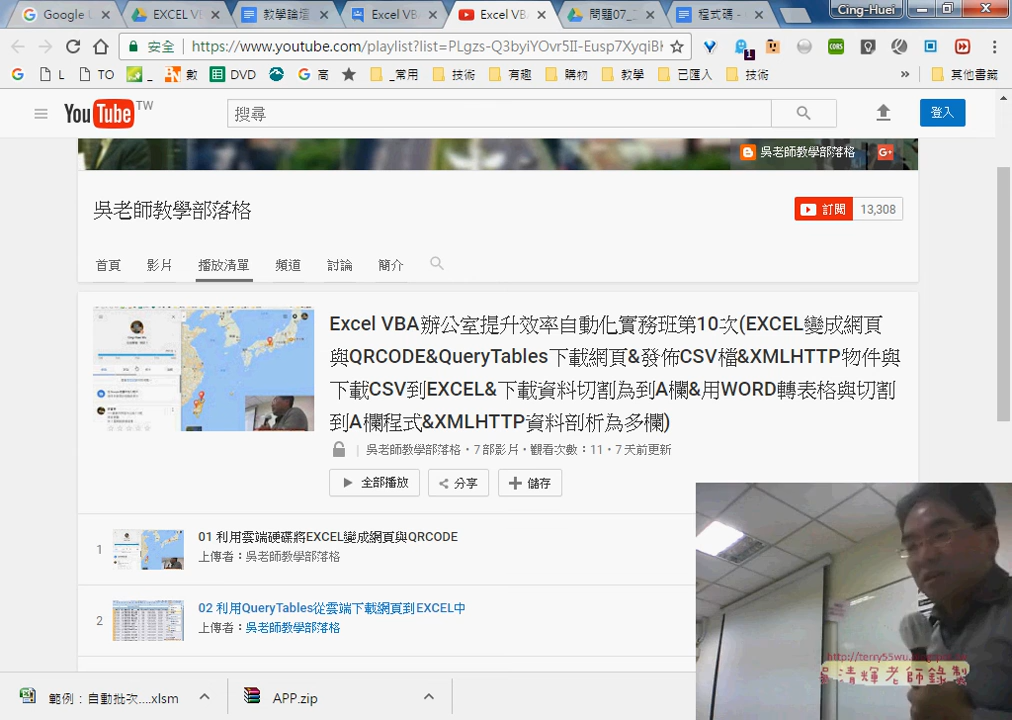 Cing-Huei
Google
EXCEL V
教學論壇
Excel VB
Excel VB
問題07_
程式碼 -
安全
https://www.youtube.com/playlist?list=PLgzs-Q3byiYOvr5II-Eusp7XyqiBk
L
TO
數
DVD
高
_常用
技術
有趣
購物
教學
已匯入
技術
其他書籤
YouTube TW
搜尋
登入
吳老師教學部落格
吳老師教學部落格
訂閱 13,308
首頁 影片 播放清單 頻道 討論 簡介
Excel VBA辦公室提升效率自動化實務班第10次(EXCEL變成網頁
與QRCODE&QueryTables下載網頁&發佈CSV檔&XMLHTTP物件與
下載CSV到EXCEL&下載資料切割為到A欄&用WORD轉表格與切割
到A欄程式&XMLHTTP資料剖析為多欄)
吳老師教學部落格・7 部影片・觀看次數：11・7 天前更新
全部播放 分享 儲存
1 01 利用雲端硬碟將EXCEL變成網頁與QRCODE
上傳者：吳老師教學部落格
2 02 利用QueryTables從雲端下載網頁到EXCEL中
上傳者：吳老師教學部落格
吳清輝老師錄製
範例：自動批次....xlsm
APP.zip